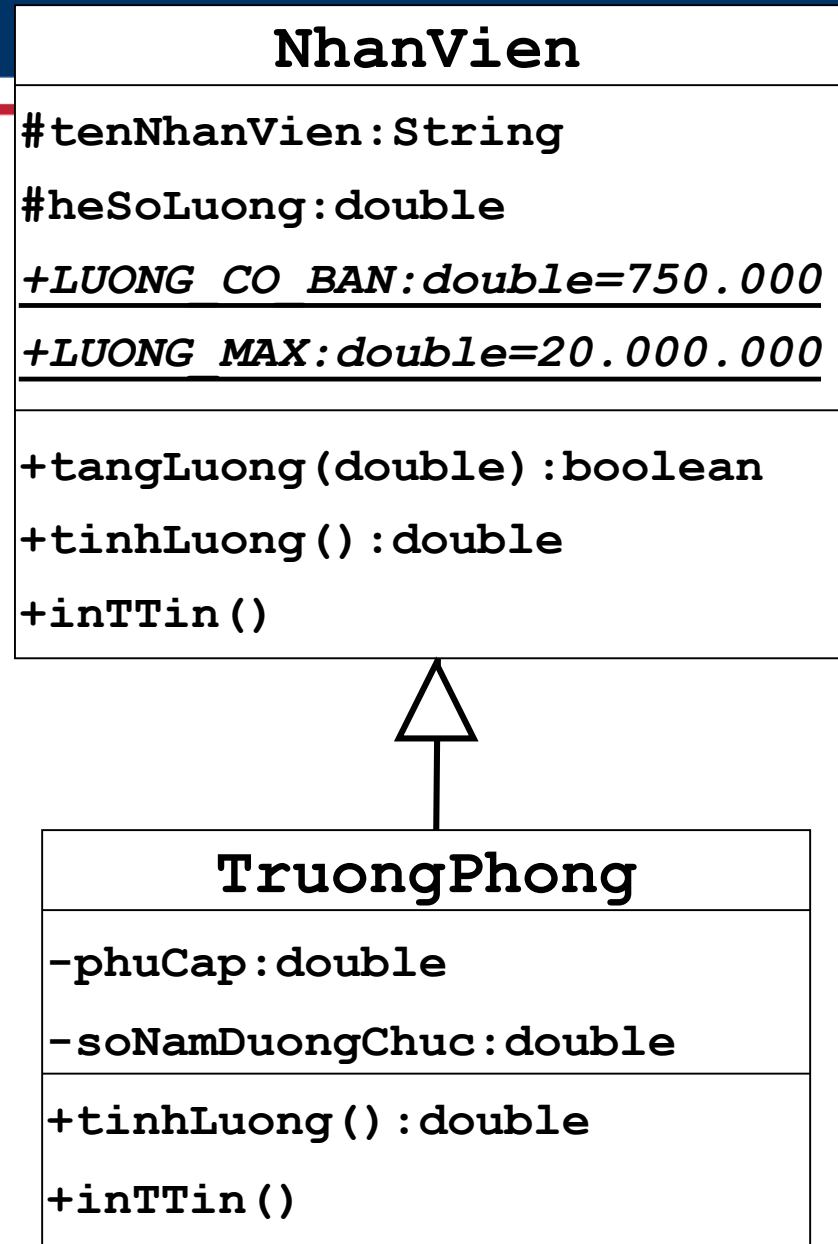 NhanVien
#tenNhanVien:String
#heSoLuong:double
+LUONG_CO_BAN:double=750.000
+LUONG_MAX:double=20.000.000
+tangLuong(double):boolean
+tinhLuong():double
+inTTin()
TruongPhong
-phuCap:double
-soNamDuongChuc:double
+tinhLuong():double
+inTTin()